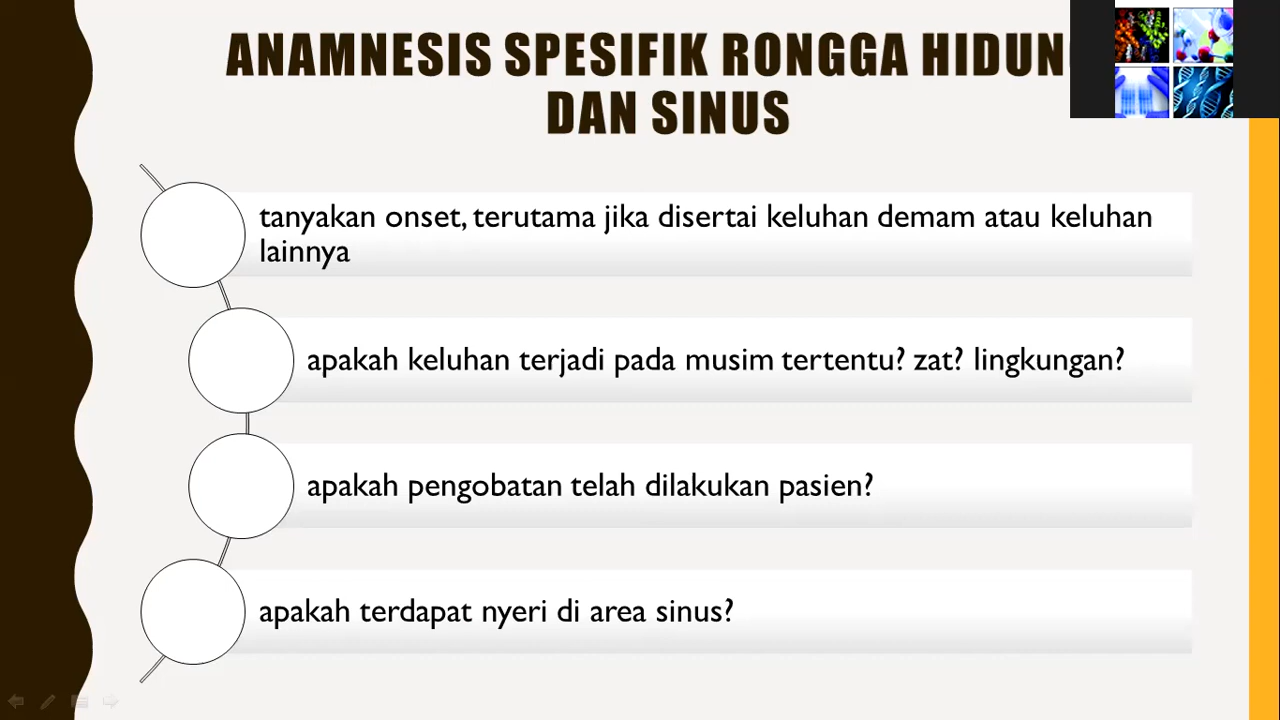 ANAMNESIS SPESIFIK RONGGA HIDUN
DAN SINUS
tanyakan onset, terutama jika disertai keluhan demam atau keluhan
lainnya
apakah keluhan terjadi pada musim tertentu? zat? lingkungan?
apakah pengobatan telah dilakukan pasien?
apakah terdapat nyeri di area sinus?